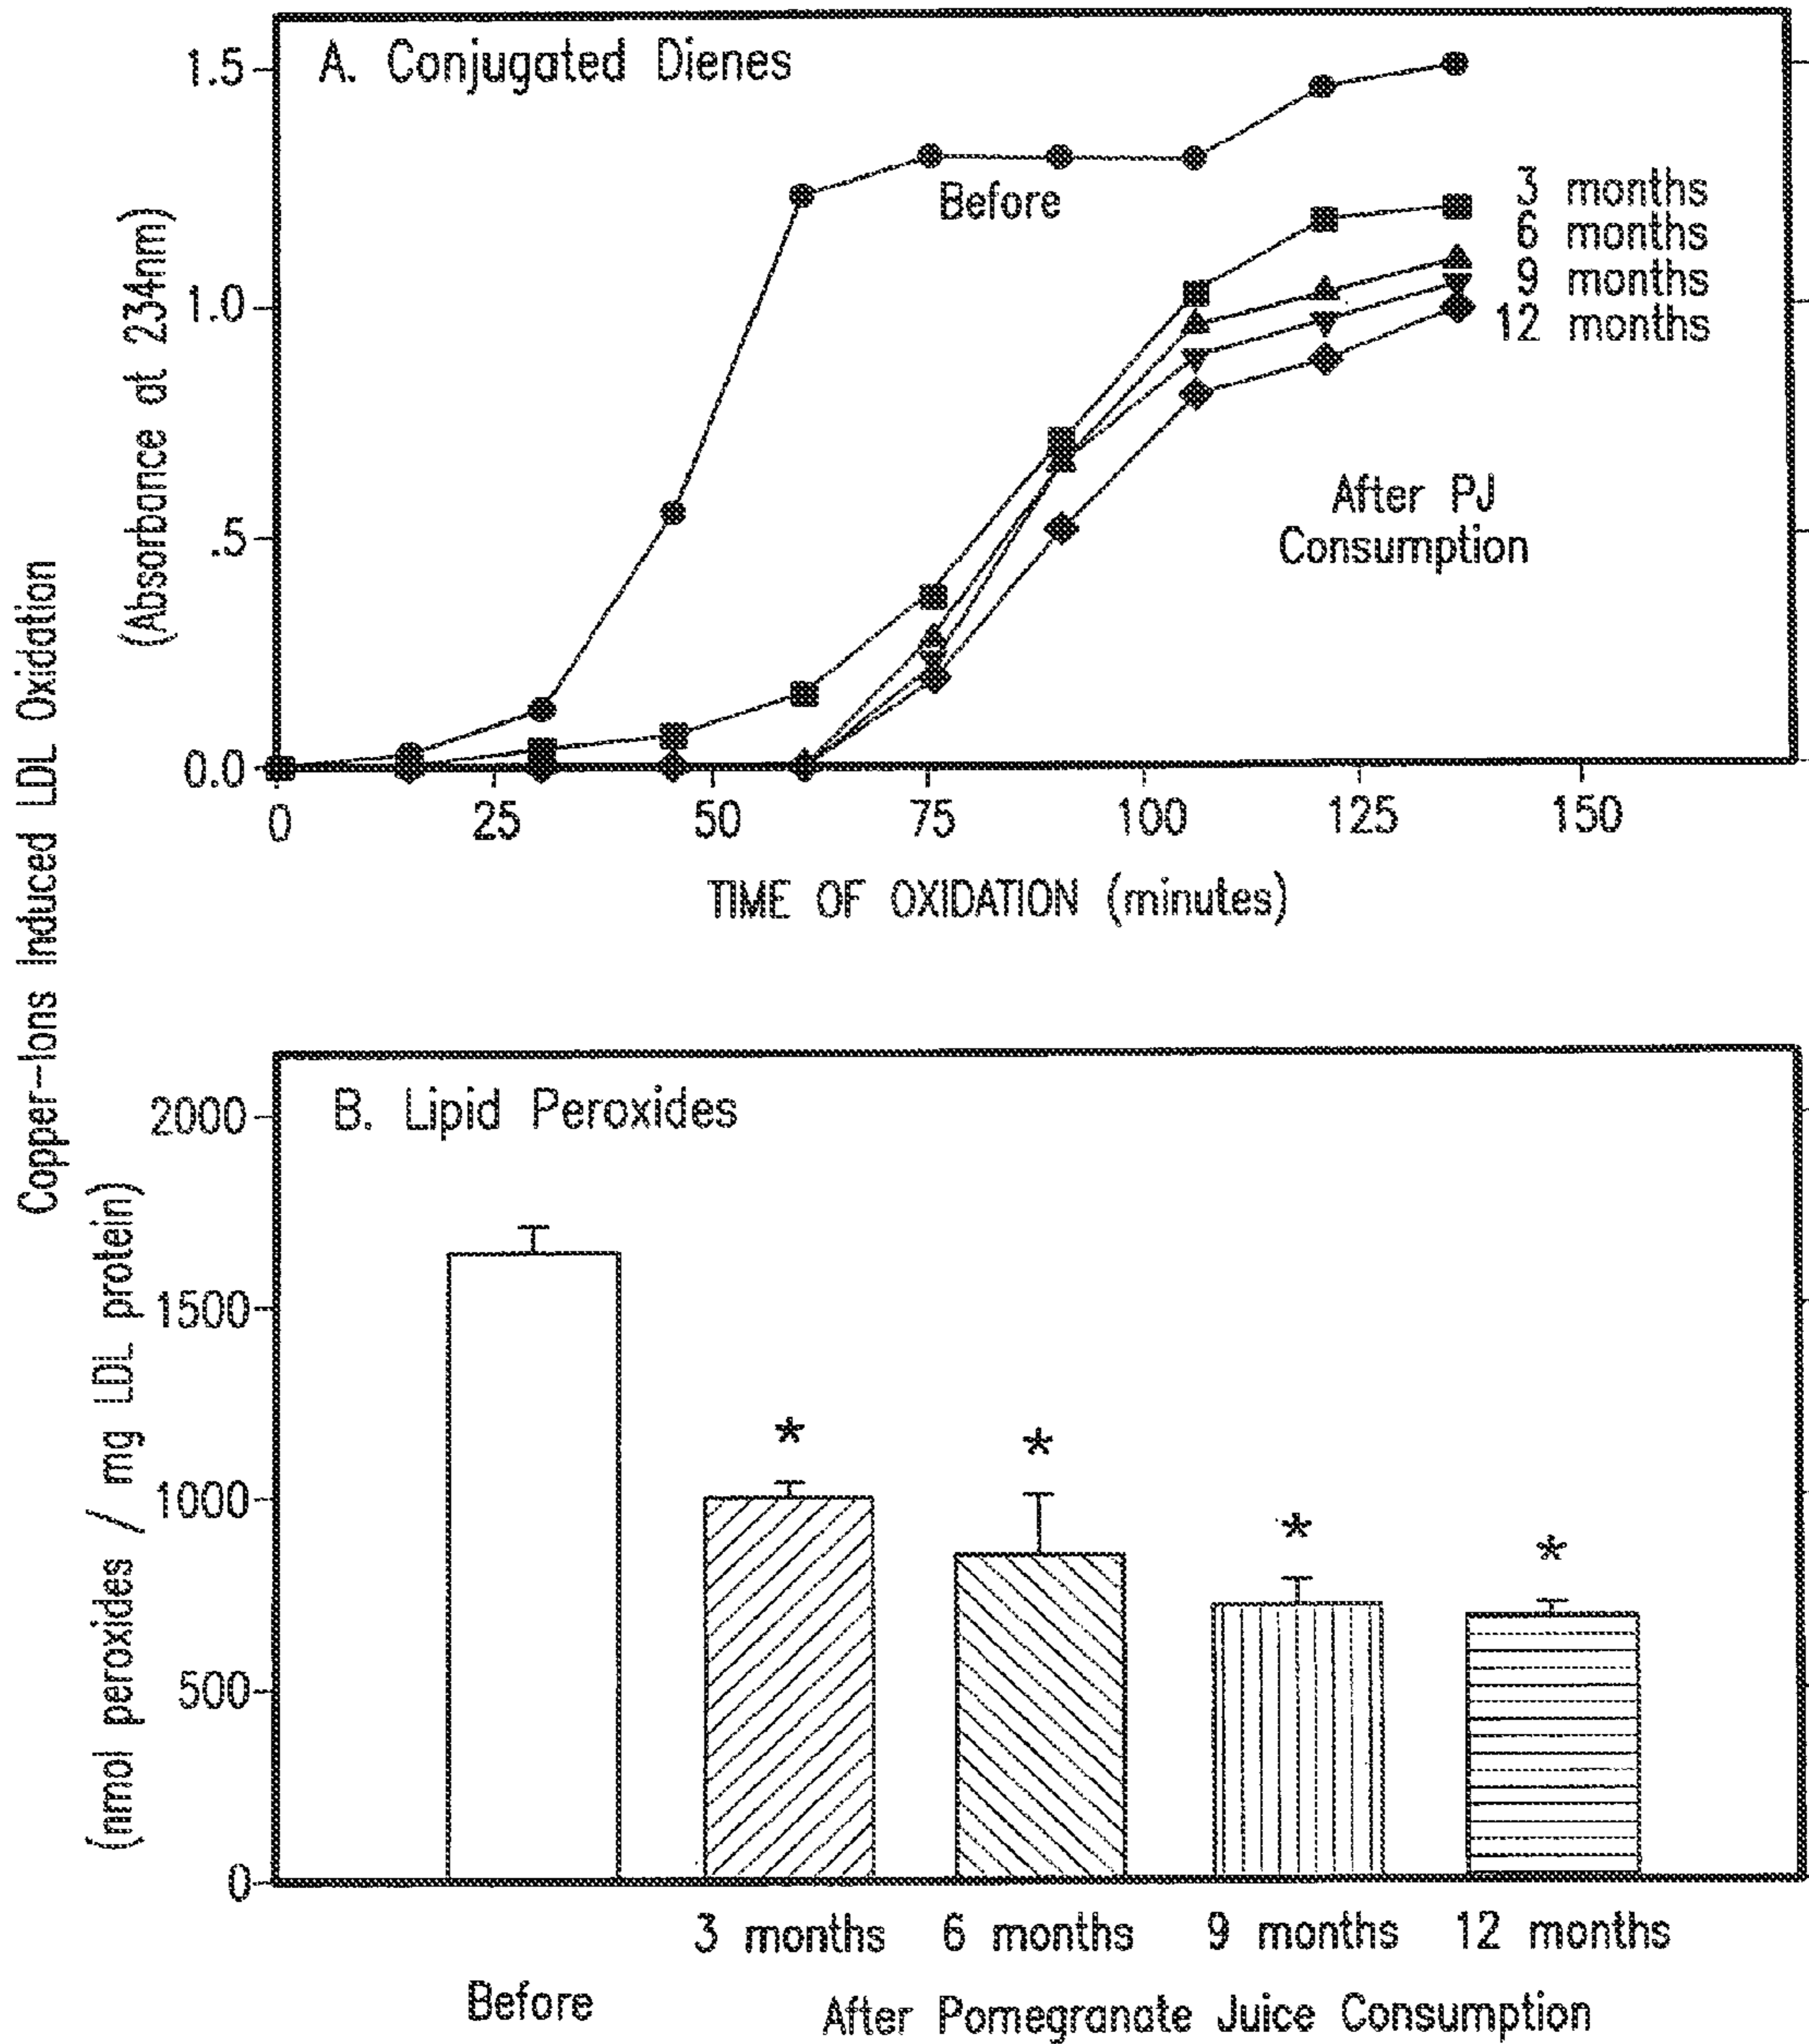 Copper-Ions Induced LDL Oxidation
A. Conjugated Dienes
(Absorbance at 234nm)
1.5
1.0
.5
0.0
Before
3 months
6 months
9 months
12 months
After PJ
Consumption
0 25 50 75 100 125 150
TIME OF OXIDATION (minutes)
B. Lipid Peroxides
(nmol peroxides / mg LDL protein)
2000
1500
1000
500
0
* * * *
3 months 6 months 9 months 12 months
Before After Pomegranate Juice Consumption